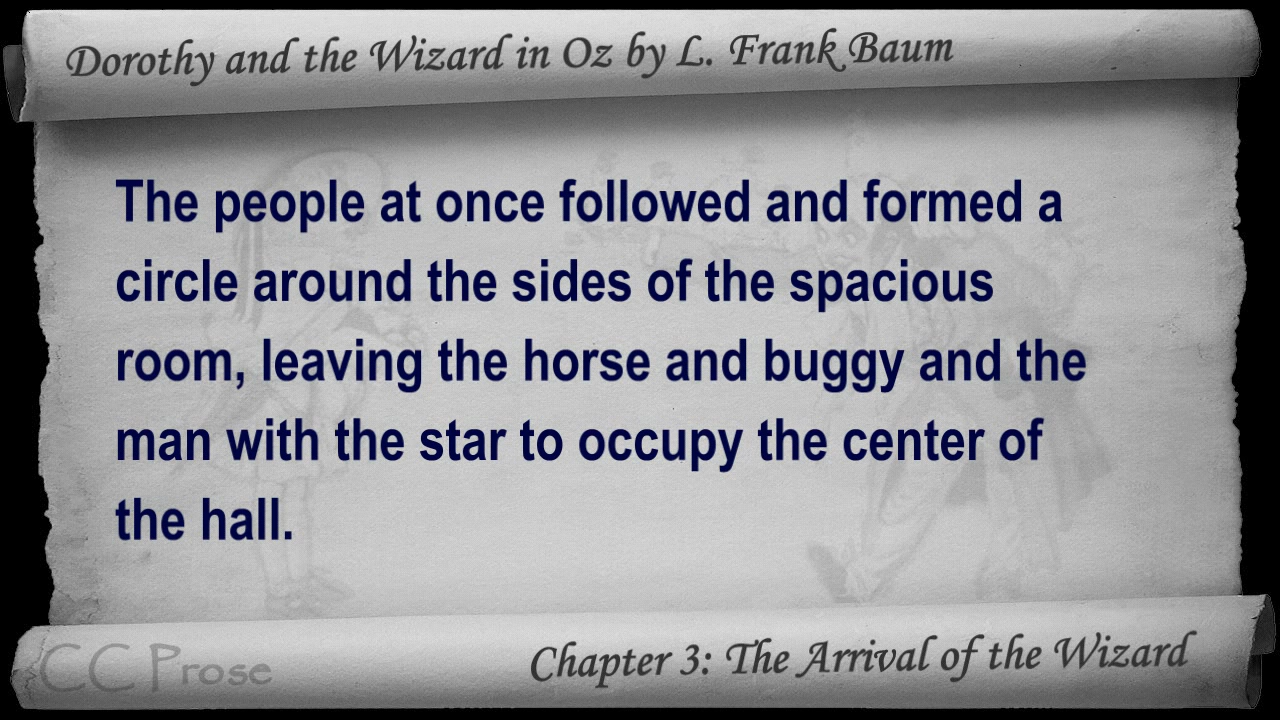 Dorothy and the Wizard in Oz by L. Frank Baum
The people at once followed and formed a
circle around the sides of the spacious
room, leaving the horse and buggy and the
man with the star to occupy the center of
the hall.
CC Prose
Chapter 3: The Arrival of the Wizard